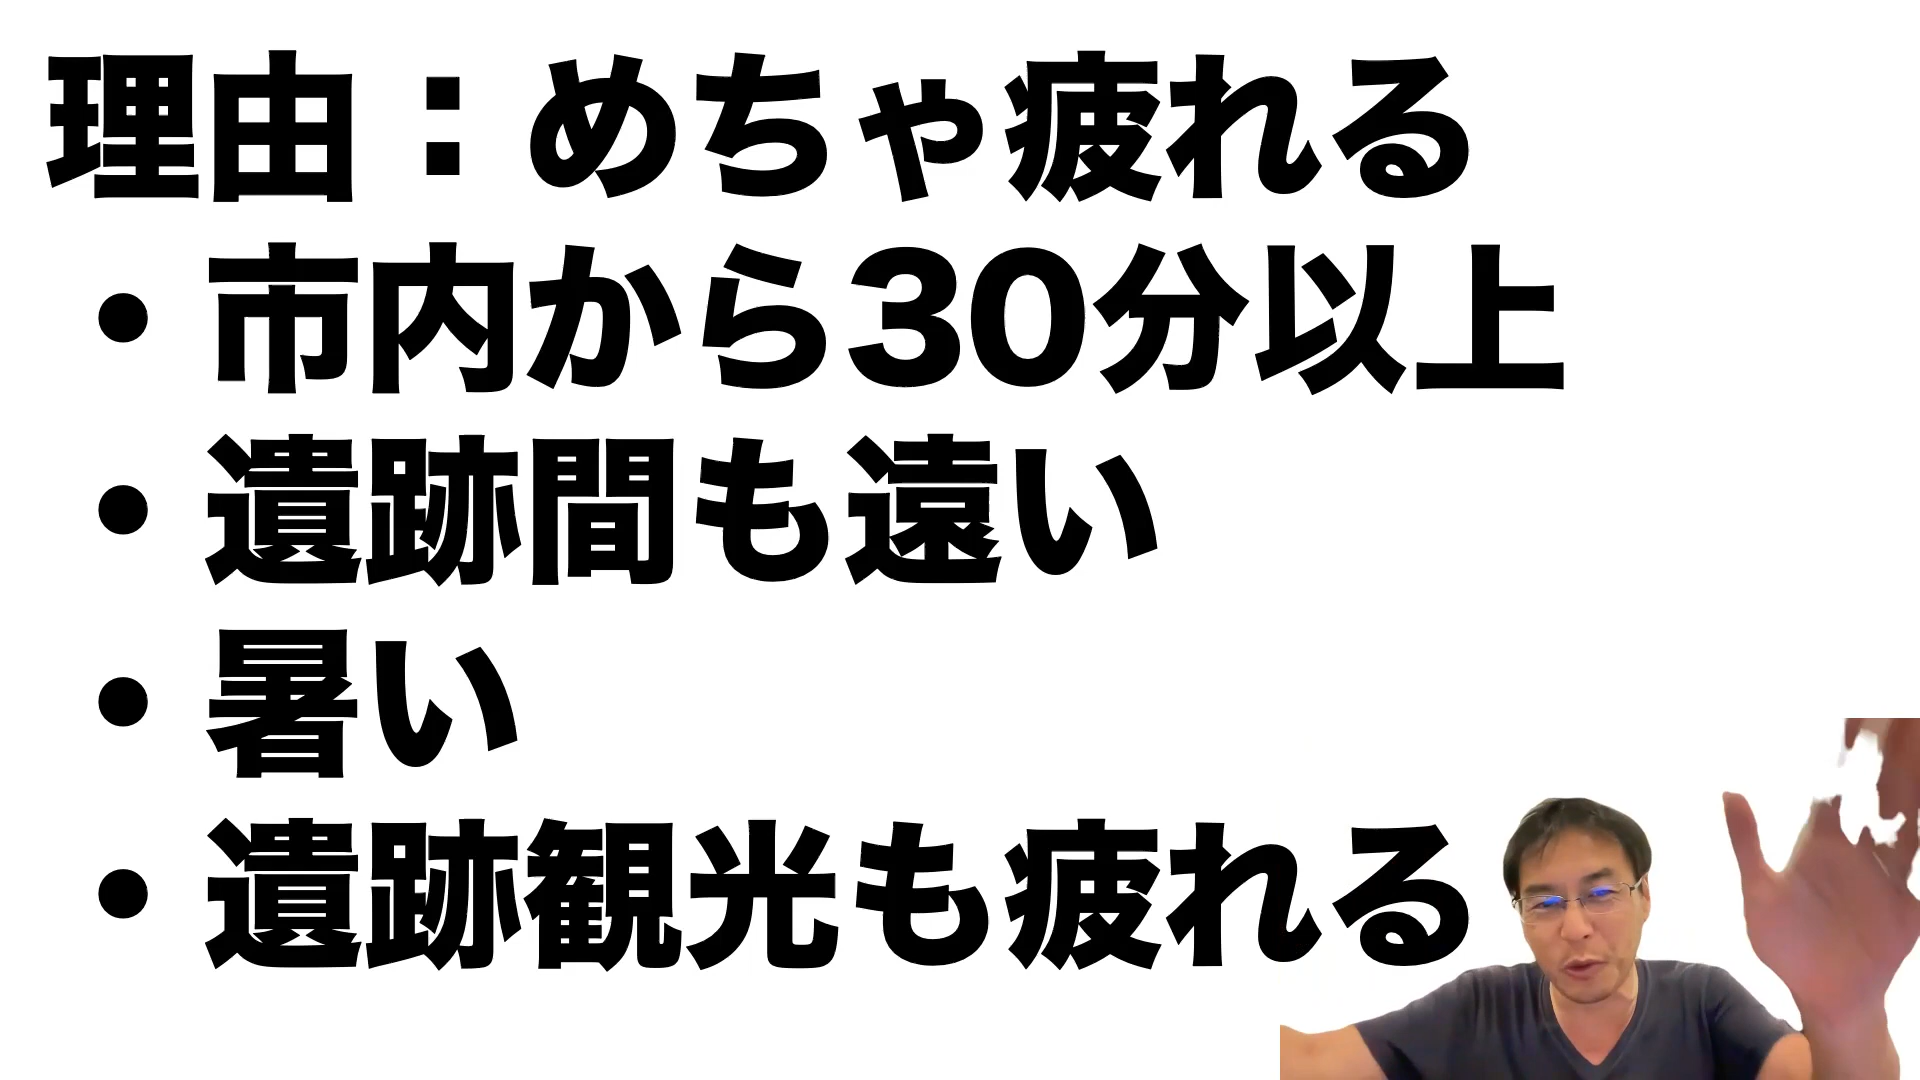 理由：めちゃ疲れる
・市内から30分以上
・遺跡間も遠い
・暑い
・遺跡観光も疲れる